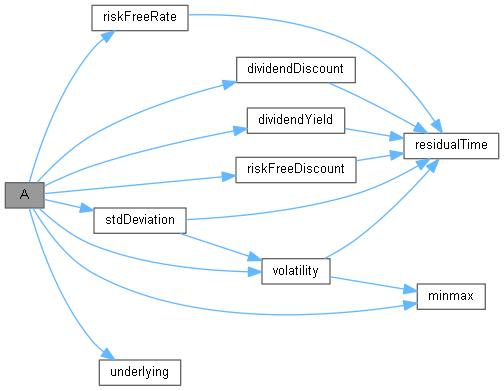 riskFreeRate
dividendDiscount
dividendYield
residualTime
riskFreeDiscount
A
stdDeviation
volatility
minmax
underlying